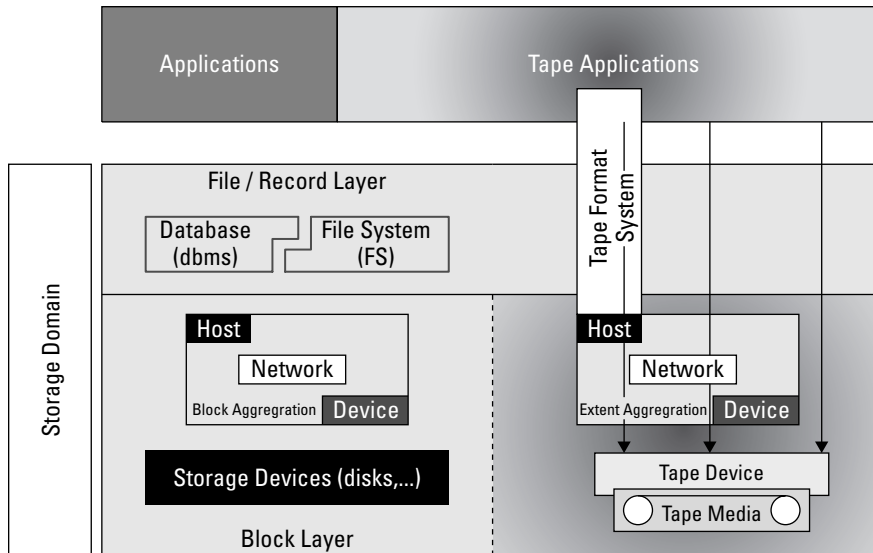 Applications
Tape Applications
Storage Domain
File / Record Layer
Database
(dbms)
File System
(FS)
Tape Format
System
Host
Network
Block Aggregration
Device
Host
Network
Extent Aggregration
Device
Storage Devices (disks,...)
Tape Device
Tape Media
Block Layer